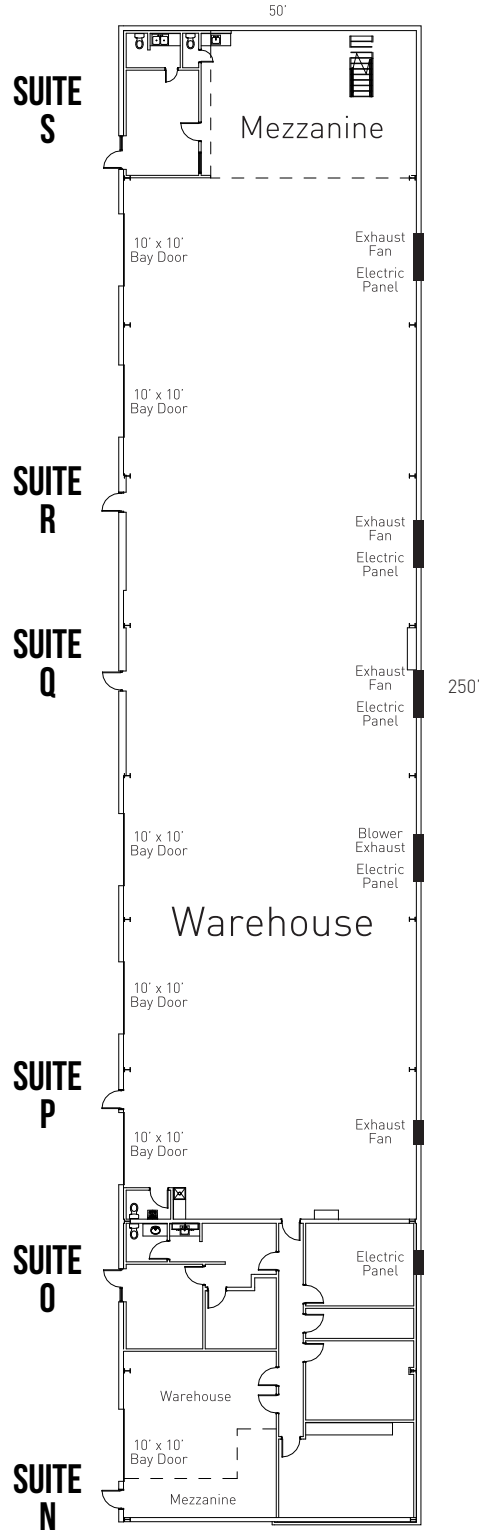 50'
SUITE
S
Mezzanine
10' x 10'
Bay Door
Exhaust
Fan
Electric
Panel
10' x 10'
Bay Door
SUITE
R
Exhaust
Fan
Electric
Panel
SUITE
Q
Exhaust
Fan
Electric
Panel
250'
10' x 10'
Bay Door
Blower
Exhaust
Electric
Panel
Warehouse
10' x 10'
Bay Door
SUITE
P
10' x 10'
Bay Door
Exhaust
Fan
SUITE
O
Electric
Panel
Warehouse
10' x 10'
Bay Door
SUITE
N
Mezzanine